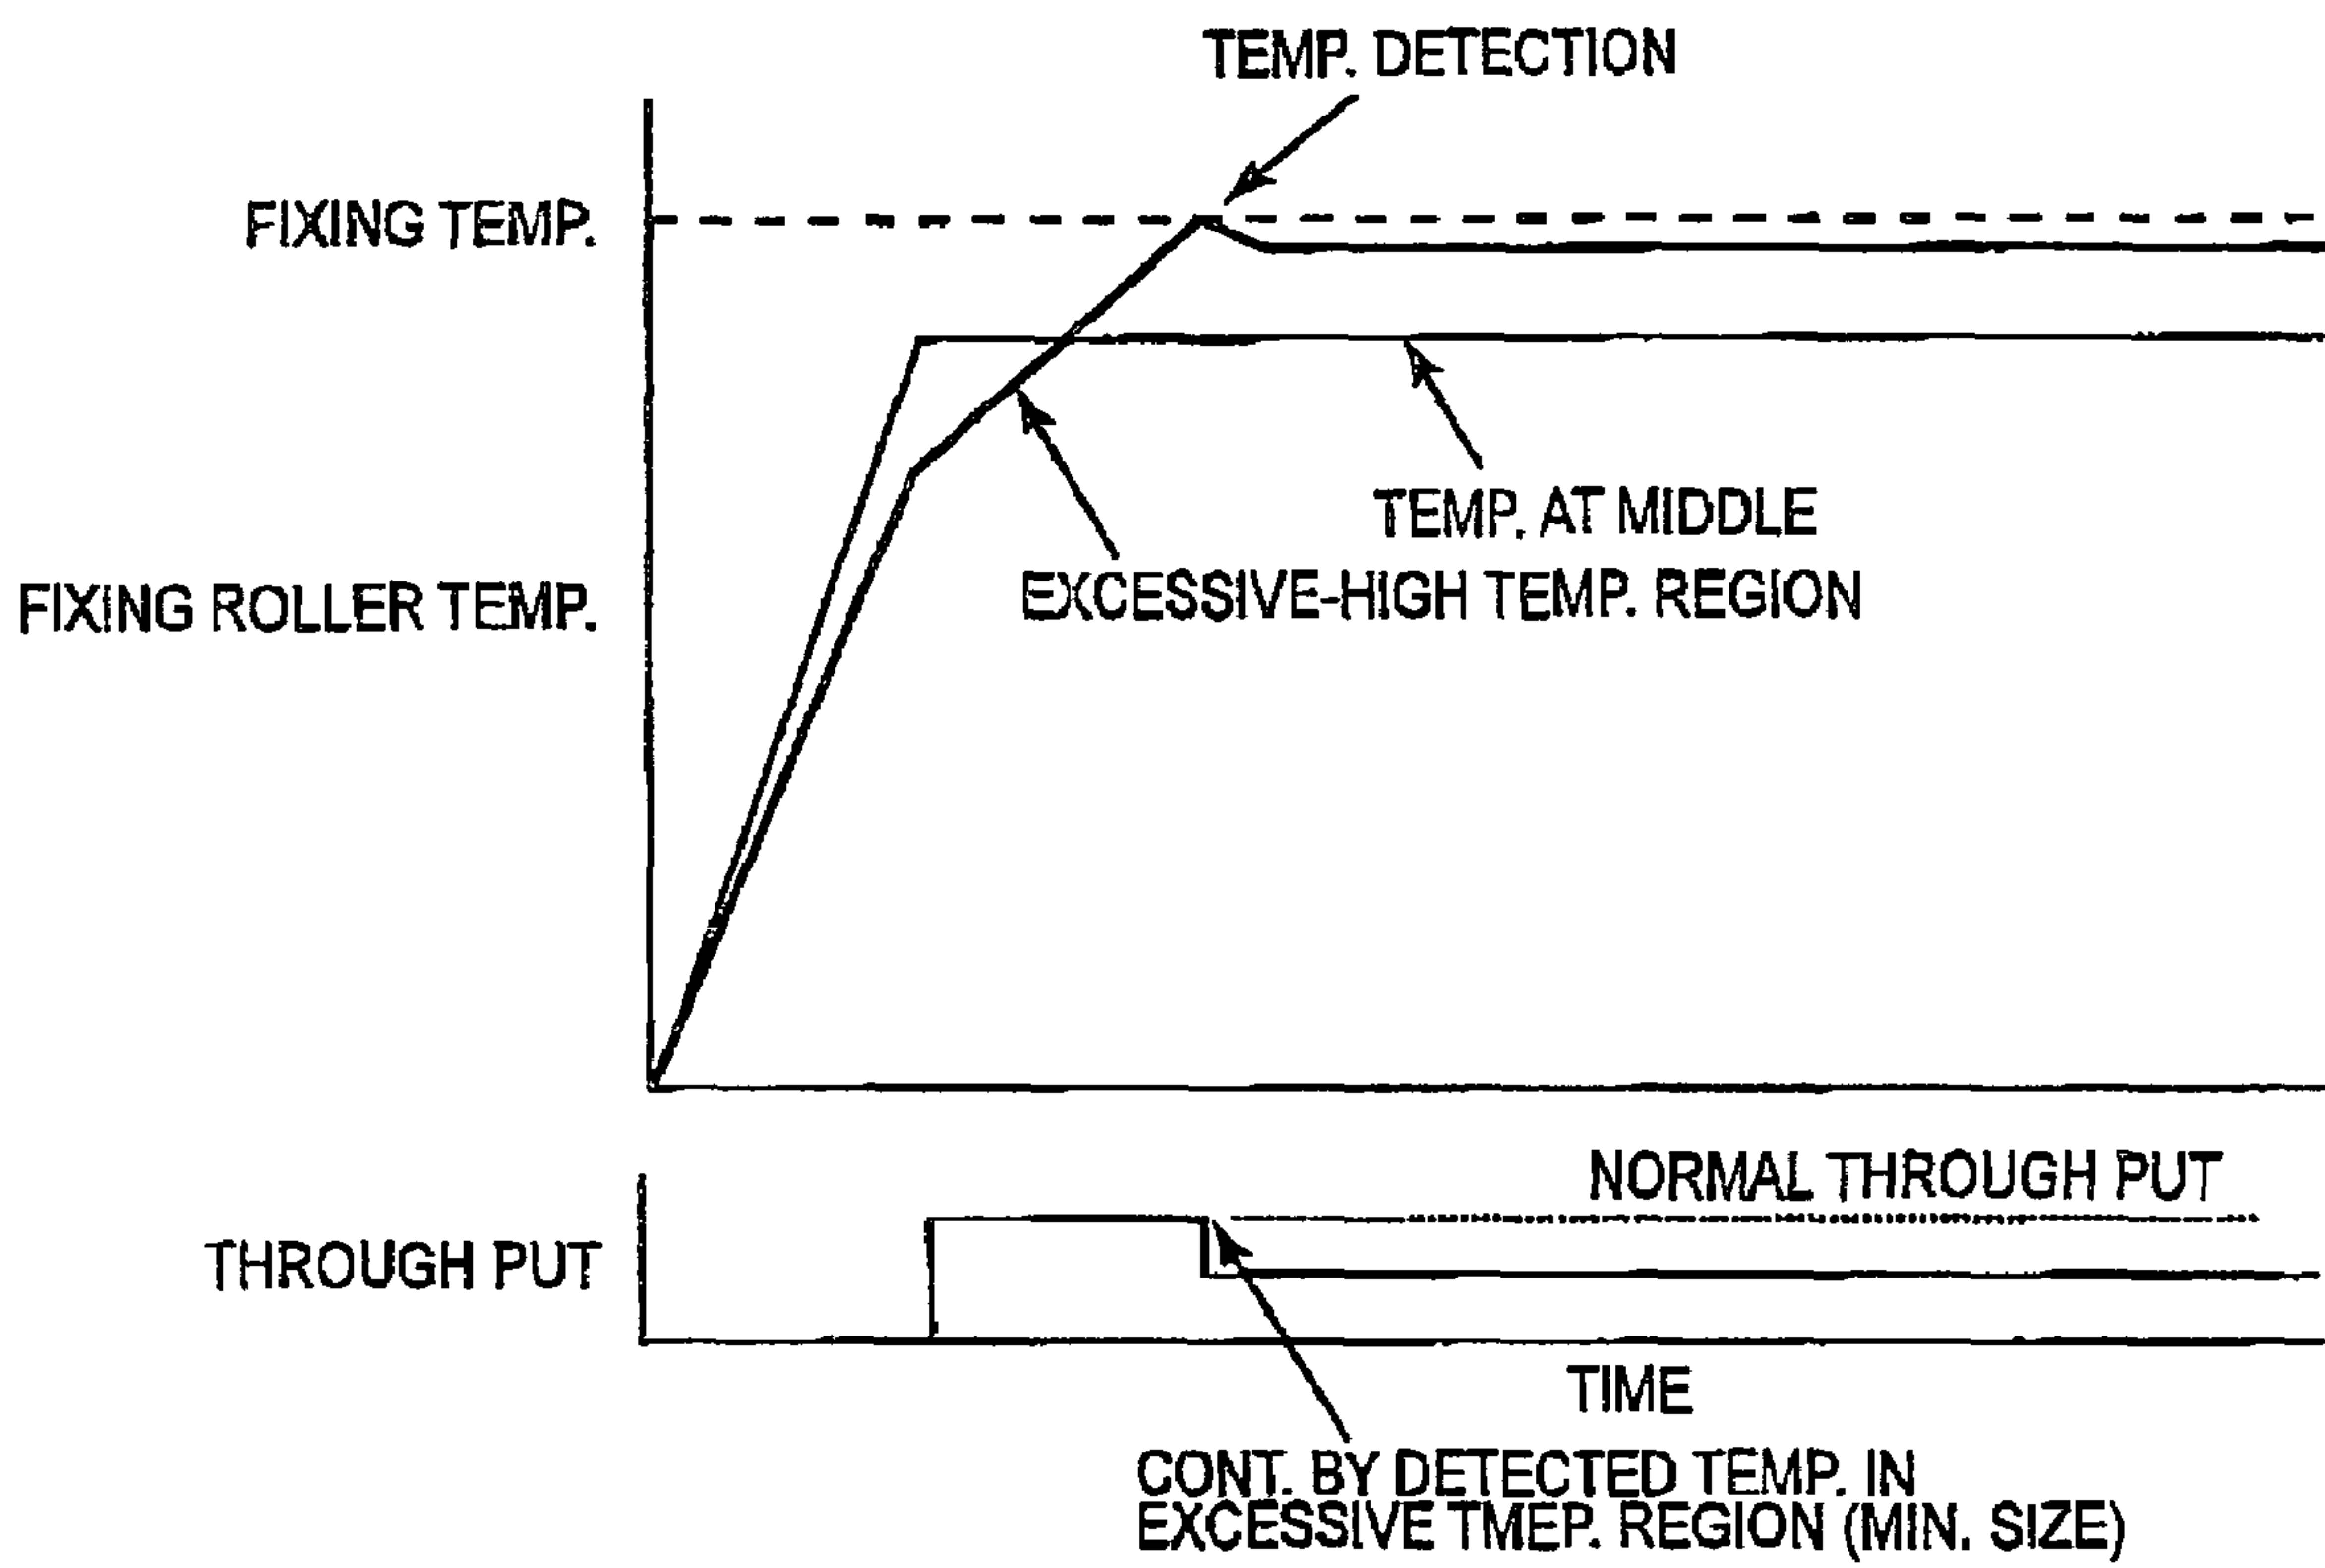 TEMP. DETECTION
FIXING TEMP.
TEMP. AT MIDDLE
EXCESSIVE-HIGH TEMP. REGION
FIXING ROLLER TEMP.
NORMAL THROUGH PUT
THROUGH PUT
TIME
CONT. BY DETECTED TEMP. IN
EXCESSIVE TMEP. REGION (MIN. SIZE)